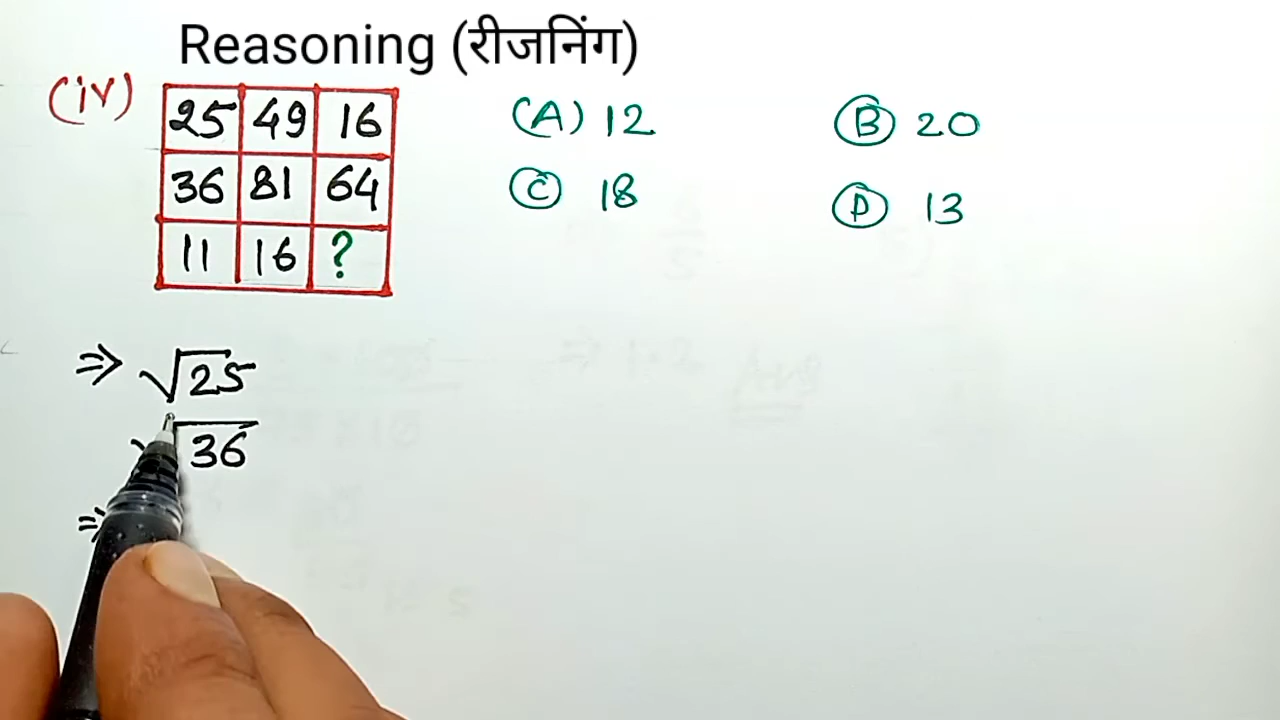 Reasoning (रीजनिंग)
(iv)
25 49 16
36 81 64
11 16 ?
(A) 12
(B) 20
(C) 18
(D) 13
⇒ √25
√36
⇒